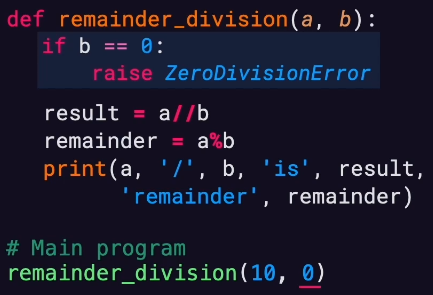 def remainder_division(a, b):
    if b == 0:
        raise ZeroDivisionError
    result = a//b
    remainder = a%b
    print(a, '/', b, 'is', result,
          'remainder', remainder)
# Main program
remainder_division(10, 0)